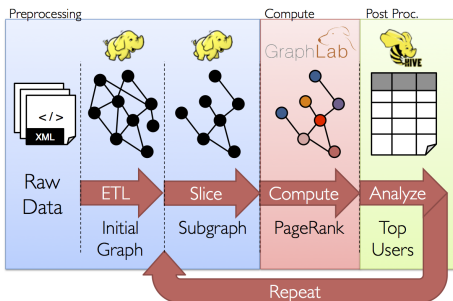 Preprocessing
Compute
Post Proc.
GraphLab
HIVE
</>
XML
Raw
Data
ETL
Slice
Compute
Analyze
Initial
Graph
Subgraph
PageRank
Top
Users
Repeat